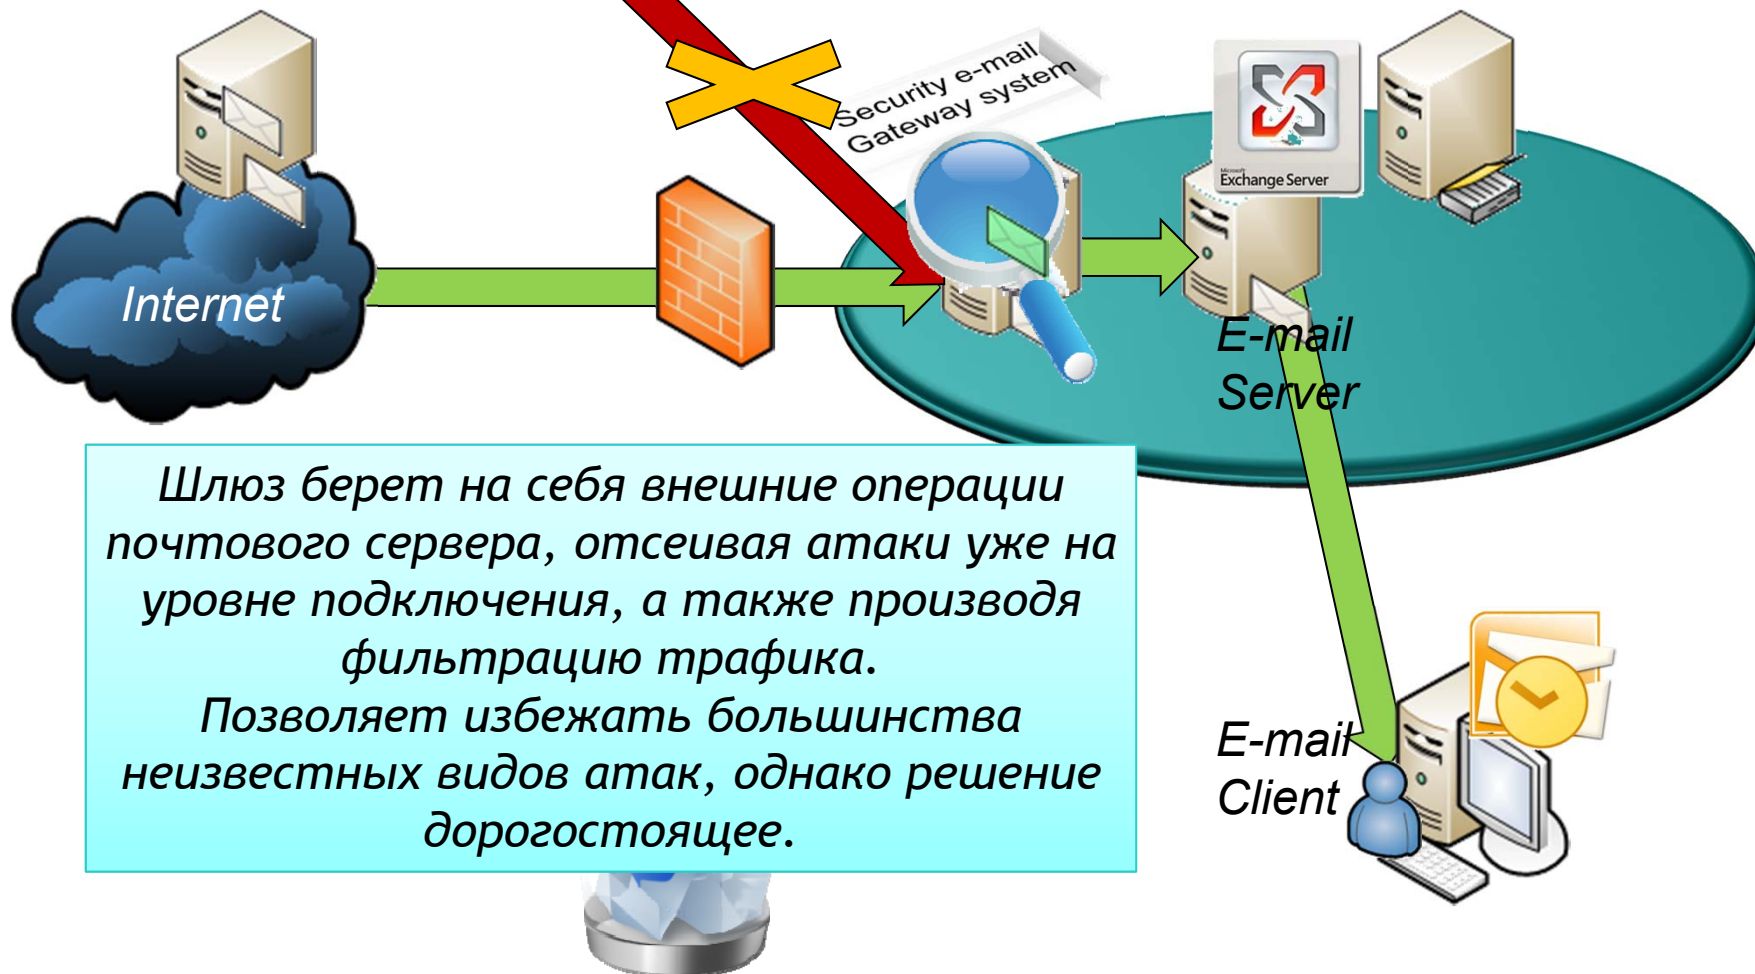 Security e-mail
Gateway system
Microsoft
Exchange Server
Internet
E-mail
Server
Шлюз берет на себя внешние операции
почтового сервера, отсеивая атаки уже на
уровне подключения, а также производя
фильтрацию трафика.
Позволяет избежать большинства
неизвестных видов атак, однако решение
дорогостоящее.
E-mail
Client